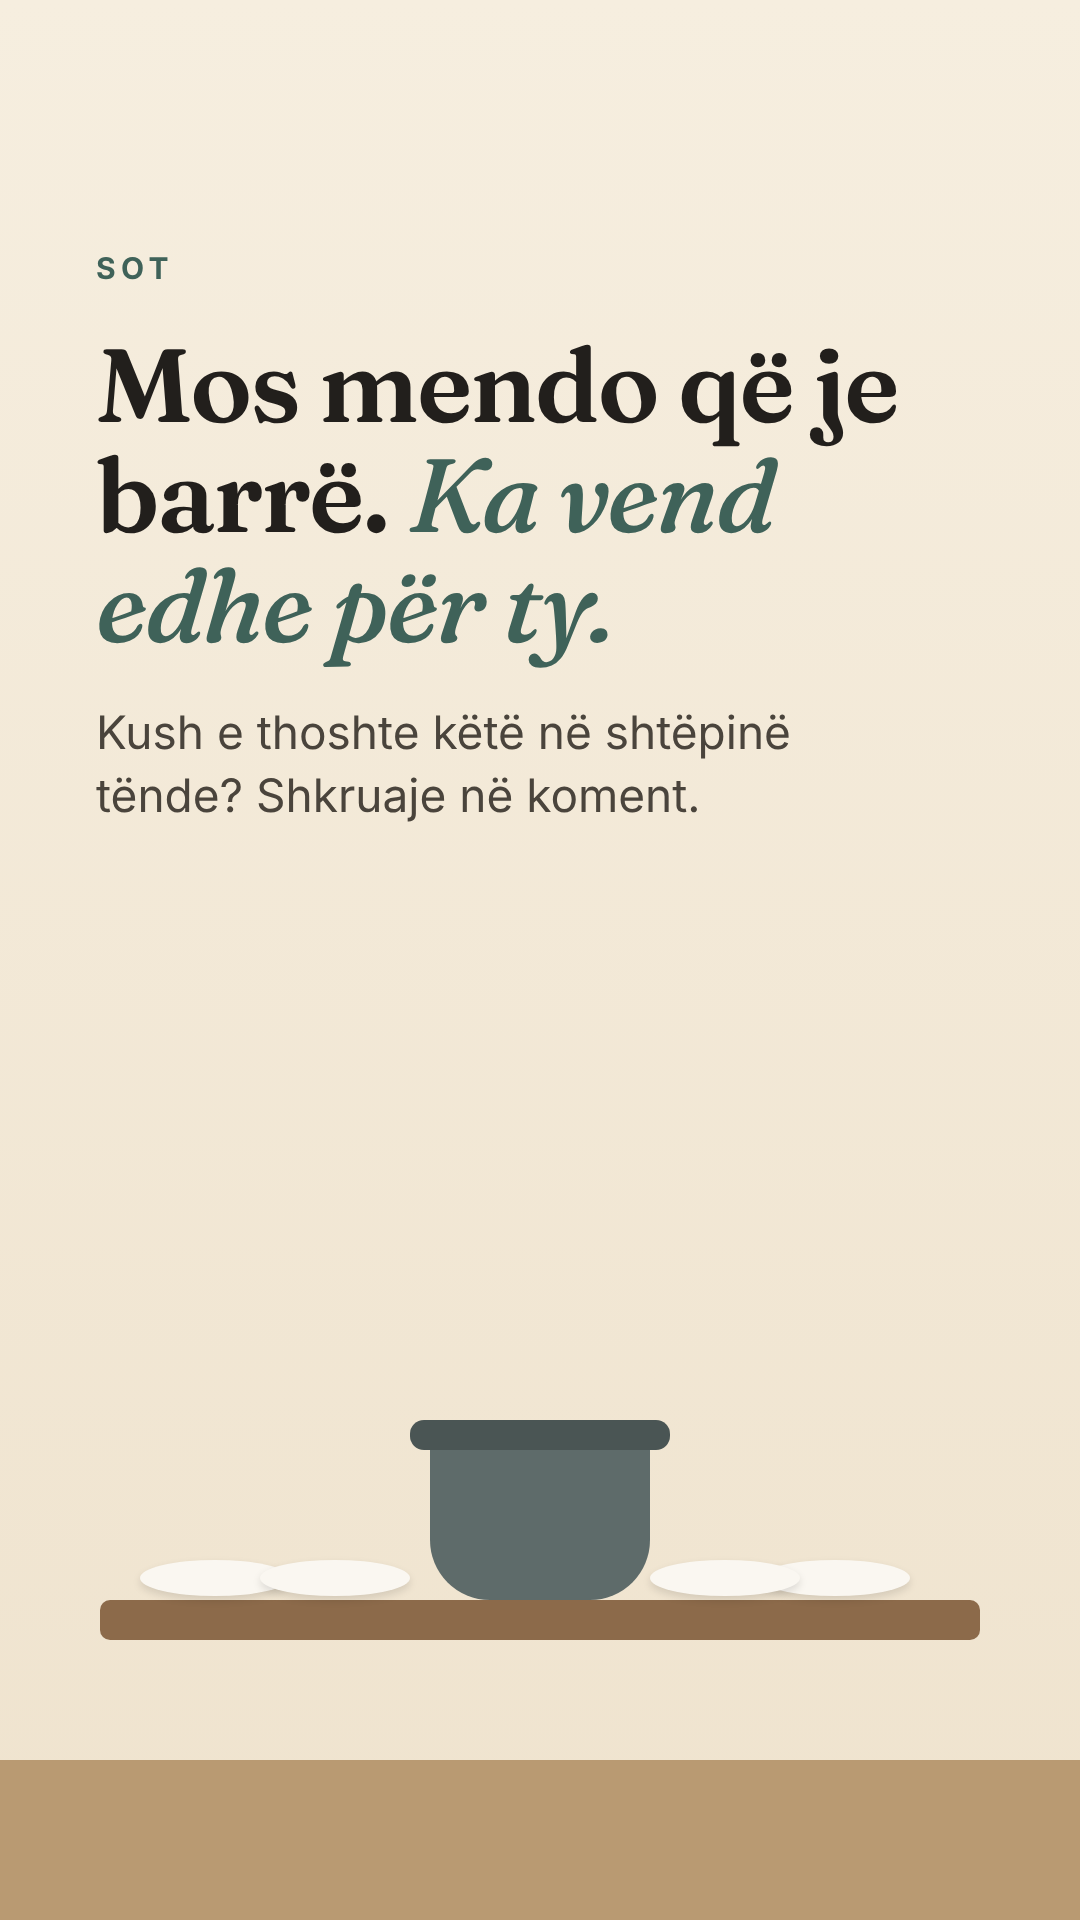 SOT
Mos mendo që je
barrë. Ka vend
edhe për ty.
Kush e thoshte këtë në shtëpinë
tënde? Shkruaje në koment.